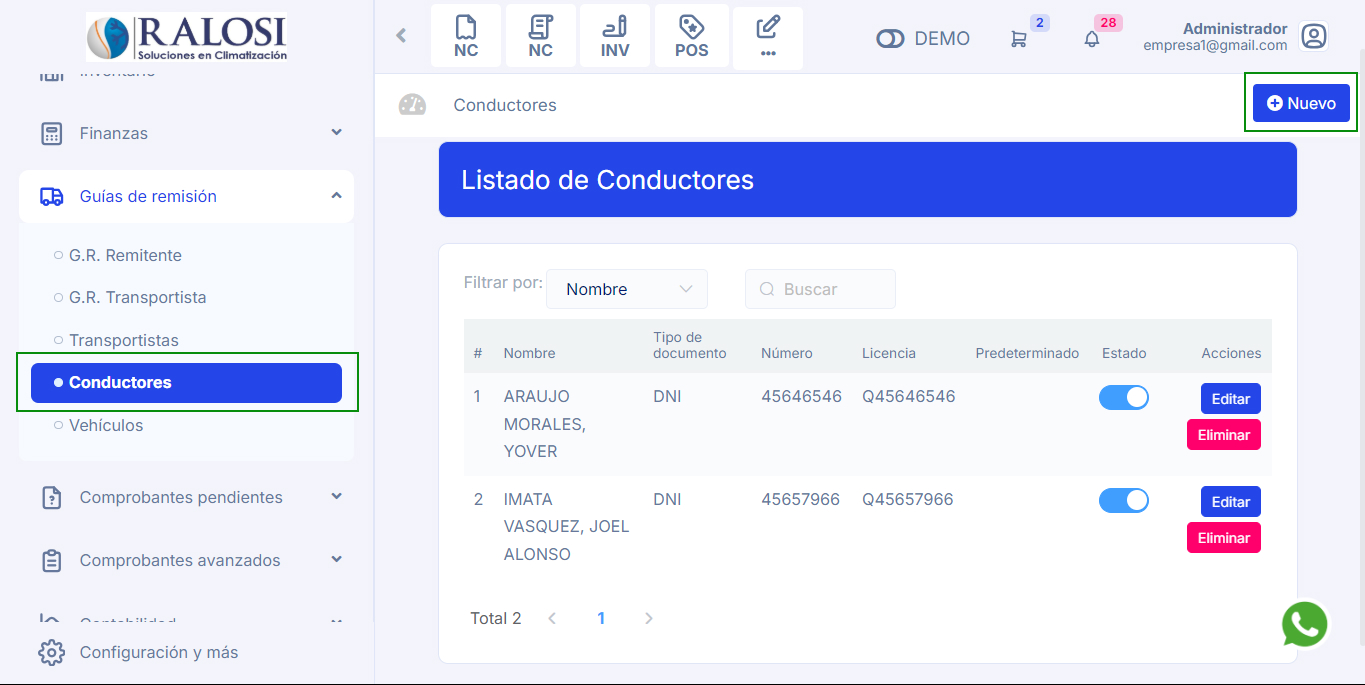 RALOSI
Soluciones en Climatización
Inventario
Finanzas
Guías de remisión
G.R. Remitente
G.R. Transportista
Transportistas
Conductores
Vehículos
Comprobantes pendientes
Comprobantes avanzados
Contabilidad
Configuración y más
NC
NC
INV
POS
...
DEMO
2
28
Administrador
empresa1@gmail.com
Conductores
Nuevo
Listado de Conductores
Filtrar por:
Nombre
Buscar
# Nombre Tipo de documento Número Licencia Predeterminado Estado Acciones
1 ARAUJO DNI 45646546 Q45646546 Editar
MORALES,
YOVER
Eliminar
2 IMATA DNI 45657966 Q45657966 Editar
VASQUEZ, JOEL
ALONSO
Eliminar
Total 2
1